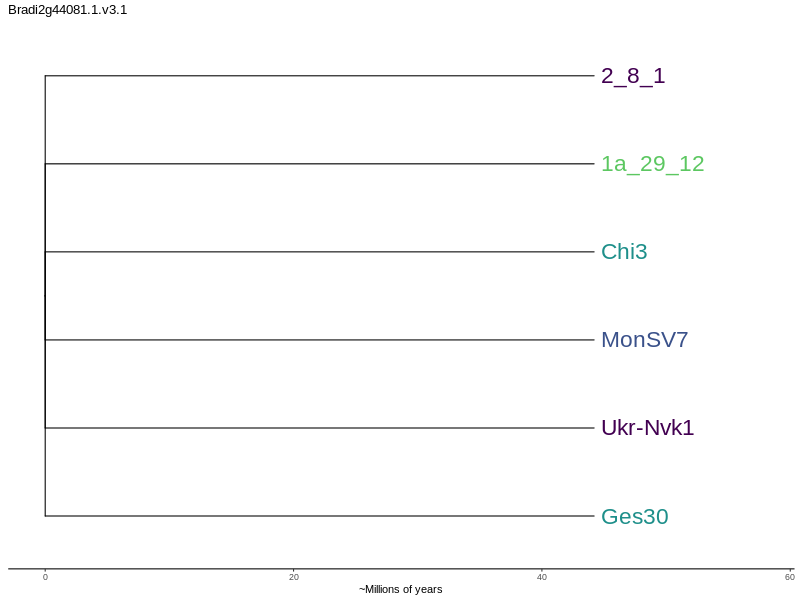 Bradi2g44081.1.v3.1
2_8_1
1a_29_12
Chi3
MonSV7
Ukr-Nvk1
Ges30
0 20 40 60
~Millions of years